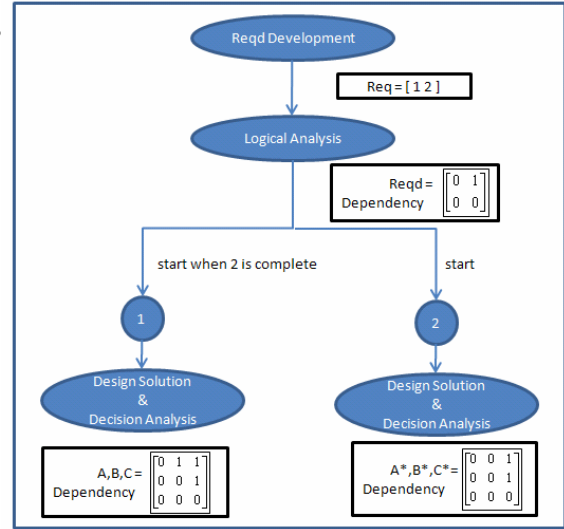 Reqd Development
Req = [ 1 2 ]
Logical Analysis
Reqd =
Dependency
0 1
0 0
start when 2 is complete
start
1
2
Design Solution
&
Decision Analysis
Design Solution
&
Decision Analysis
A,B,C =
Dependency
0 1 1
0 0 1
0 0 0
A*,B*,C*=
Dependency
0 0 1
0 0 1
0 0 0